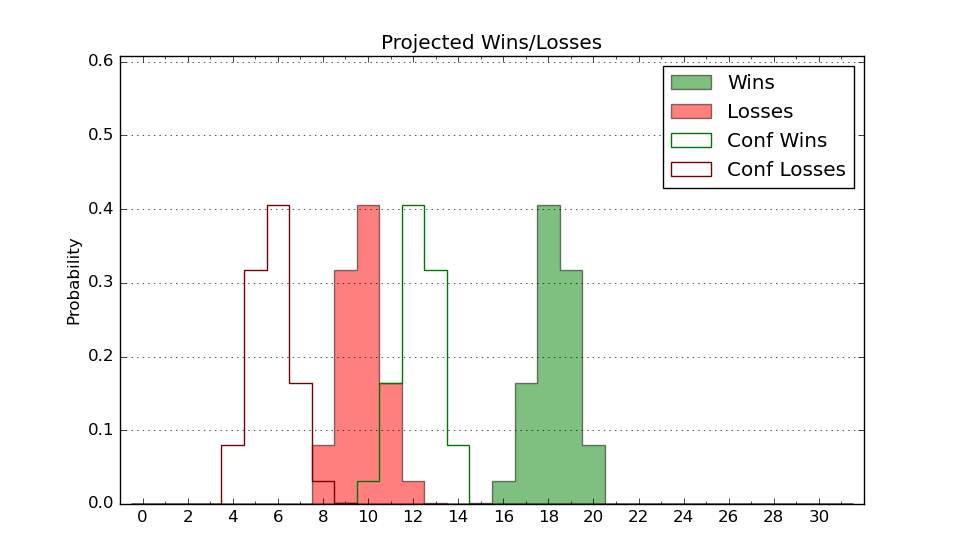 Projected Wins/Losses
0.6
0.5
0.4
0.3
0.2
0.1
0.0
Probability
Wins
Losses
Conf Wins
Conf Losses
0 2 4 6 8 10 12 14 16 18 20 22 24 26 28 30